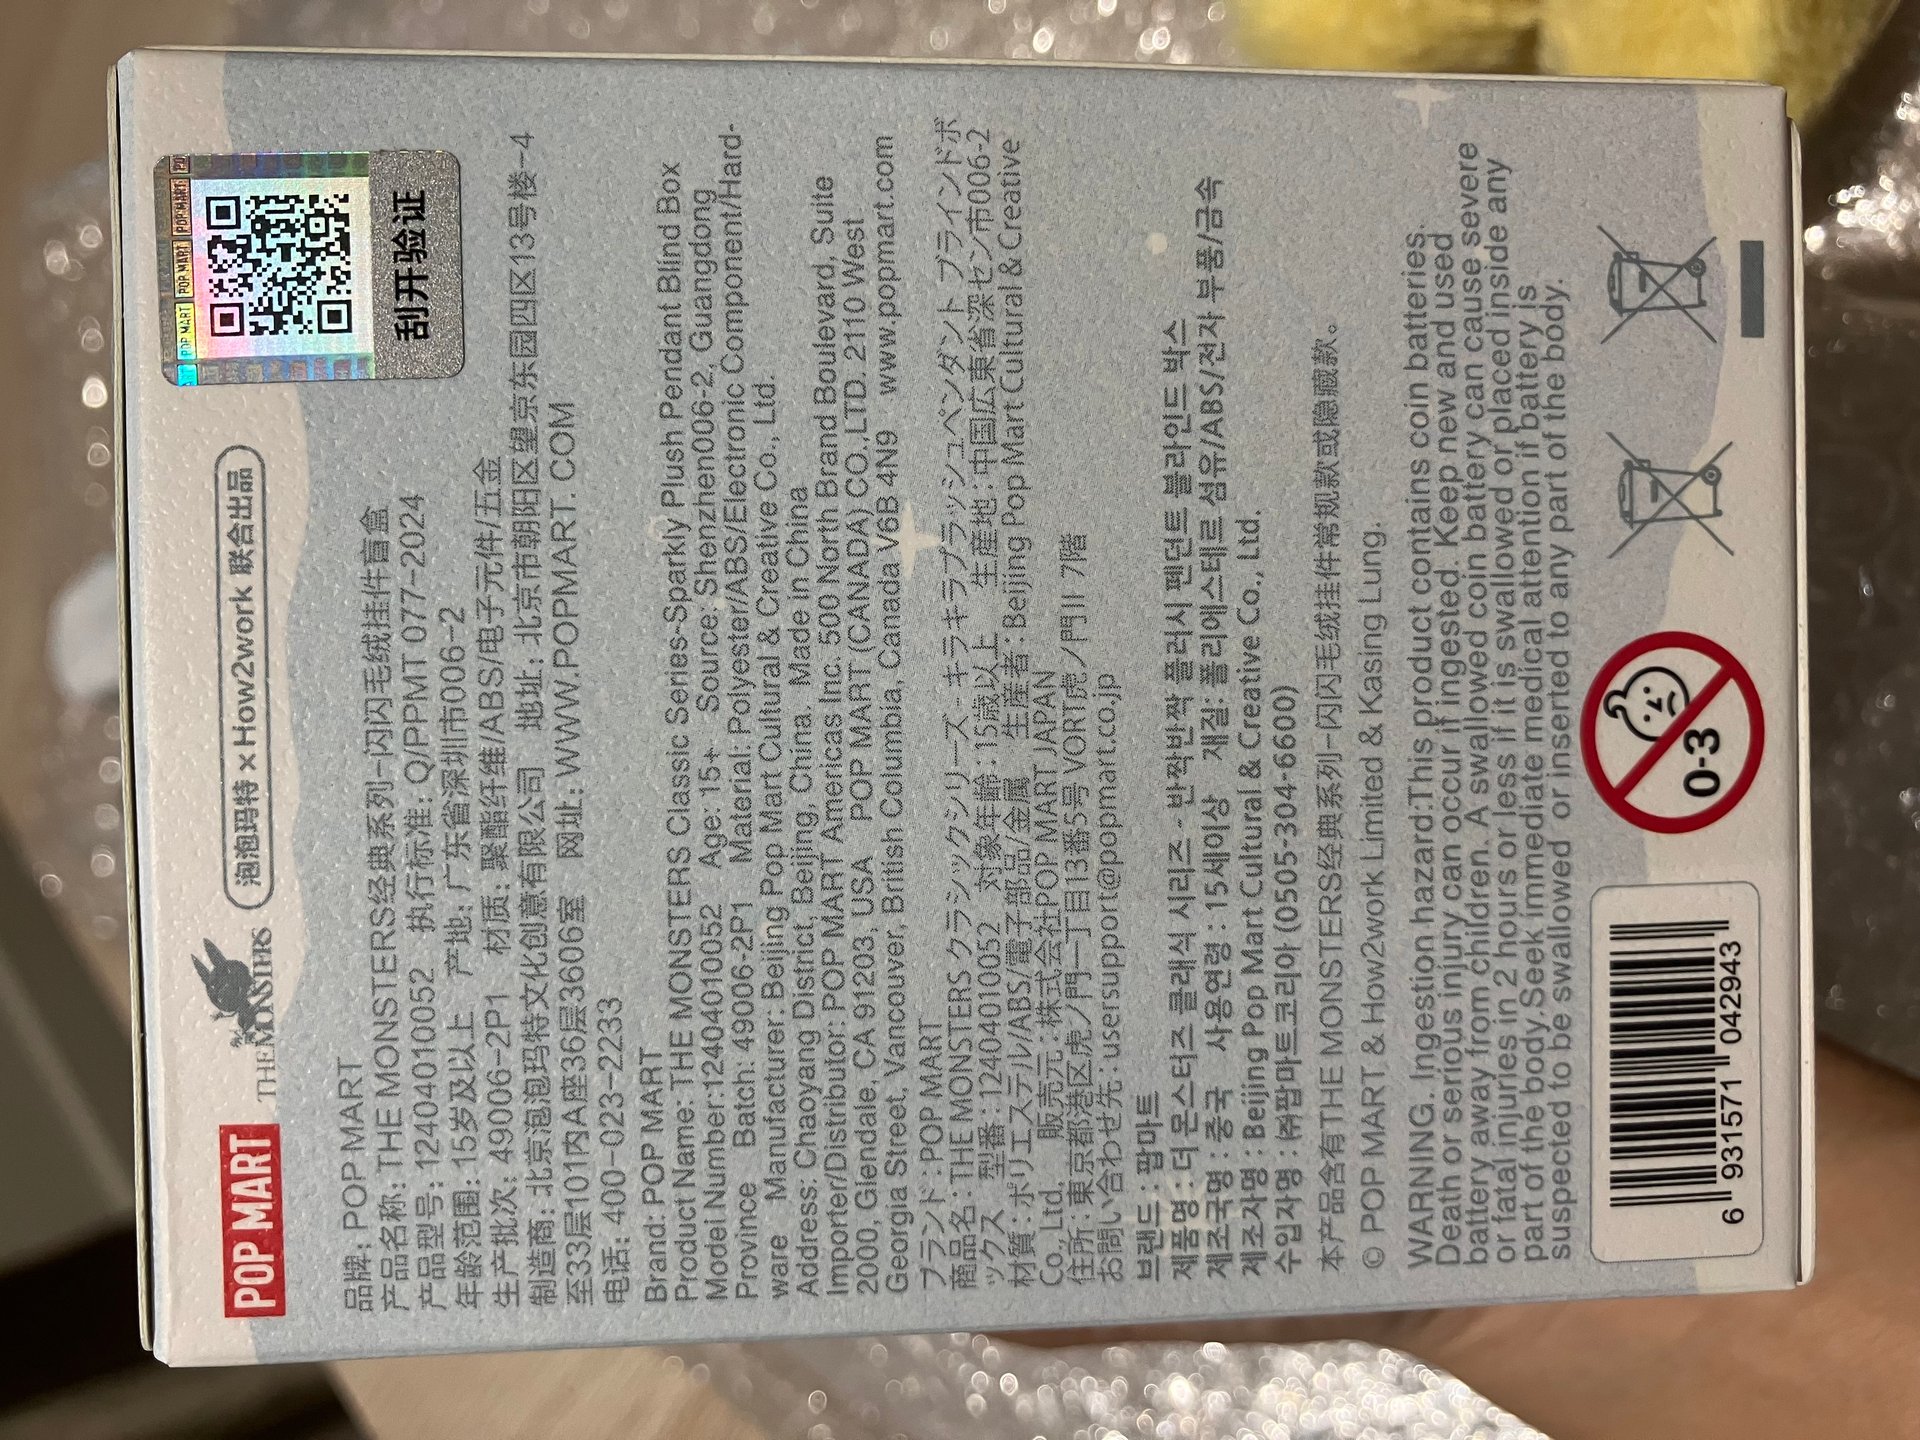 POP MART
THE MONSTERS
泡泡玛特 × How2work 联合出品
POP MART
刮开验证
品牌: POP MART
产品名称: THE MONSTERS经典系列-闪闪毛绒挂件盲盒
产品型号: 1240401OO52 执行标准: Q/PPMT 077-2024
年龄范围: 15岁及以上 产地: 广东省深圳市006-2
生产批次: 49006-2P1 材质: 聚酯纤维/ABS/电子元件/五金
制造商: 北京泡泡玛特文化创意有限公司 地址: 北京市朝阳区望京东园四区13号楼-4
至33层101内A座36层3606室 网址: WWW.POPMART.COM
电话: 400-023-2233
Brand: POP MART
Product Name: THE MONSTERS Classic Series-Sparkly Plush Pendant Blind Box
Model Number:12404010052 Age: 15+ Source: Shenzhen006-2, Guangdong
Province Batch: 49006-2P1 Material: Polyester/ABS/Electronic Component/Hard-
ware Manufacturer: Beijing Pop Mart Cultural & Creative Co., Ltd.
Address: Chaoyang District, Beijing, China. Made in China
Importer/Distributor: POP MART Americas Inc. 500 North Brand Boulevard, Suite
2000, Glendale, CA 91203, USA POP MART (CANADA) CO.,LTD. 2110 West
Georgia Street, Vancouver, British Columbia, Canada V6B 4N9 www.popmart.com
ブランド : POP MART
商品名 : THE MONSTERS クラシックシリーズ - キラキラプラッシュペンダント ブラインドボ
ックス 型番 : 12404010052 対象年齢 : 15歳以上 生産地 : 中国広東省深セン市006-2
材質 : ポリエステル/ABS/電子部品/金属 生産者 : Beijing Pop Mart Cultural & Creative
Co., Ltd. 販売元 : 株式会社POP MART JAPAN
住所 : 東京都港区虎ノ門一丁目13番5号 VORT虎ノ門II 7階
お問い合わせ先 : usersupport@popmart.co.jp
브랜드 : 팝마트
제품명 : 더 몬스터즈 클래식 시리즈 - 반짝반짝 플러시 펜던트 블라인드 박스
제조국명 : 중국 사용연령 : 15세이상 재질: 폴리에스테르 섬유/ABS/전자 부품/금속
제조자명 : Beijing Pop Mart Cultural & Creative Co., Ltd.
수입자명 : ㈜팝마트코리아 (0505-304-6600)
本产品含有THE MONSTERS经典系列-闪闪毛绒挂件常规款或隐藏款。
© POP MART, & How2work Limited & Kasing Lung.
WARNING. Ingestion hazard:This product contains coin batteries.
Death or serious injury can occur if ingested. Keep new and used
battery away from children. A swallowed coin battery can cause severe
or fatal injuries in 2 hours or less if it is swallowed or placed inside any
part of the body.Seek immediate medical attention if battery is
suspected to be swallowed or inserted to any part of the body.
6 931571 042943
0-3